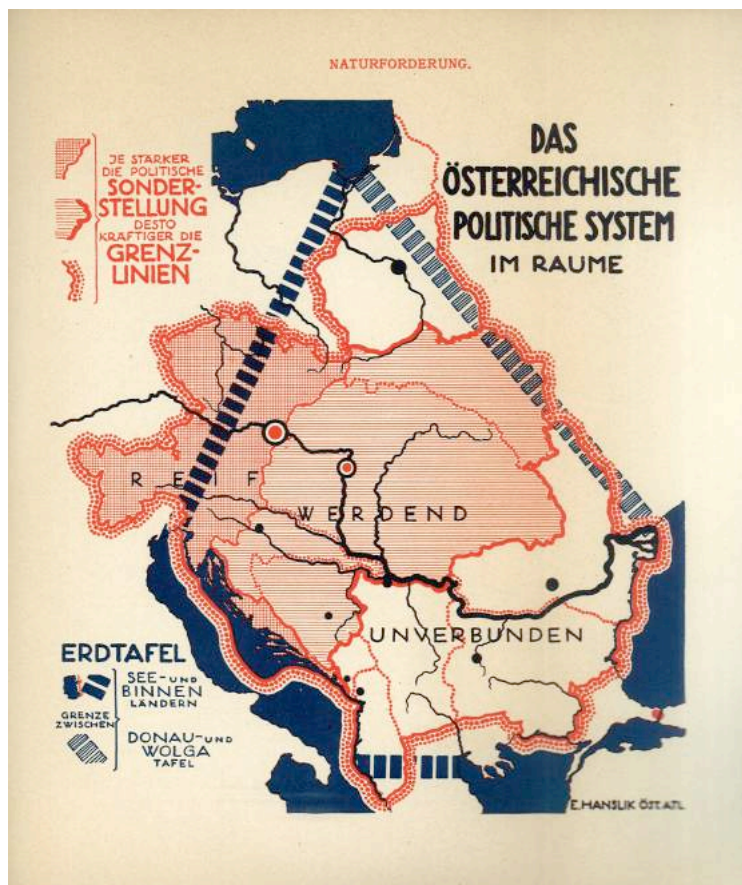 NATURFORDERUNG.
DAS
ÖSTERREICHISCHE
POLITISCHE SYSTEM
IM RAUME
JE STÄRKER
DIE POLITISCHE
SONDER-
STELLUNG
DESTO
KRÄFTIGER DIE
GRENZ-
LINIEN
REIF
WERDEND
UNVERBUNDEN
ERDTAFEL
SEE- UND
BINNEN
LÄNDERN
GRENZE
ZWISCHEN
DONAU- UND
WOLGA
TAFEL
E. HANSLIK ÖST. ATL.